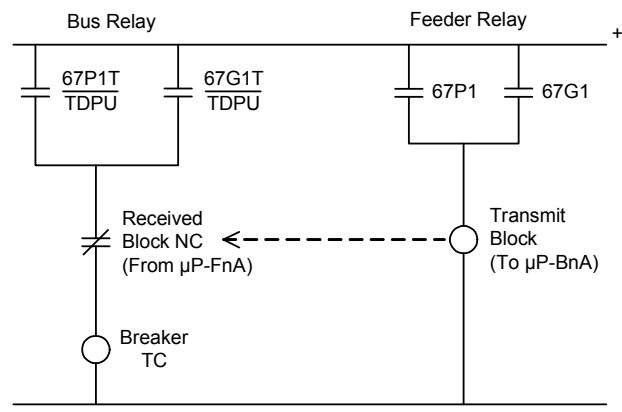 Bus Relay
Feeder Relay
+
67P1T
TDPU
67G1T
TDPU
67P1
67G1
Received
Block NC
(From µP-FnA)
Transmit
Block
(To µP-BnA)
Breaker
TC